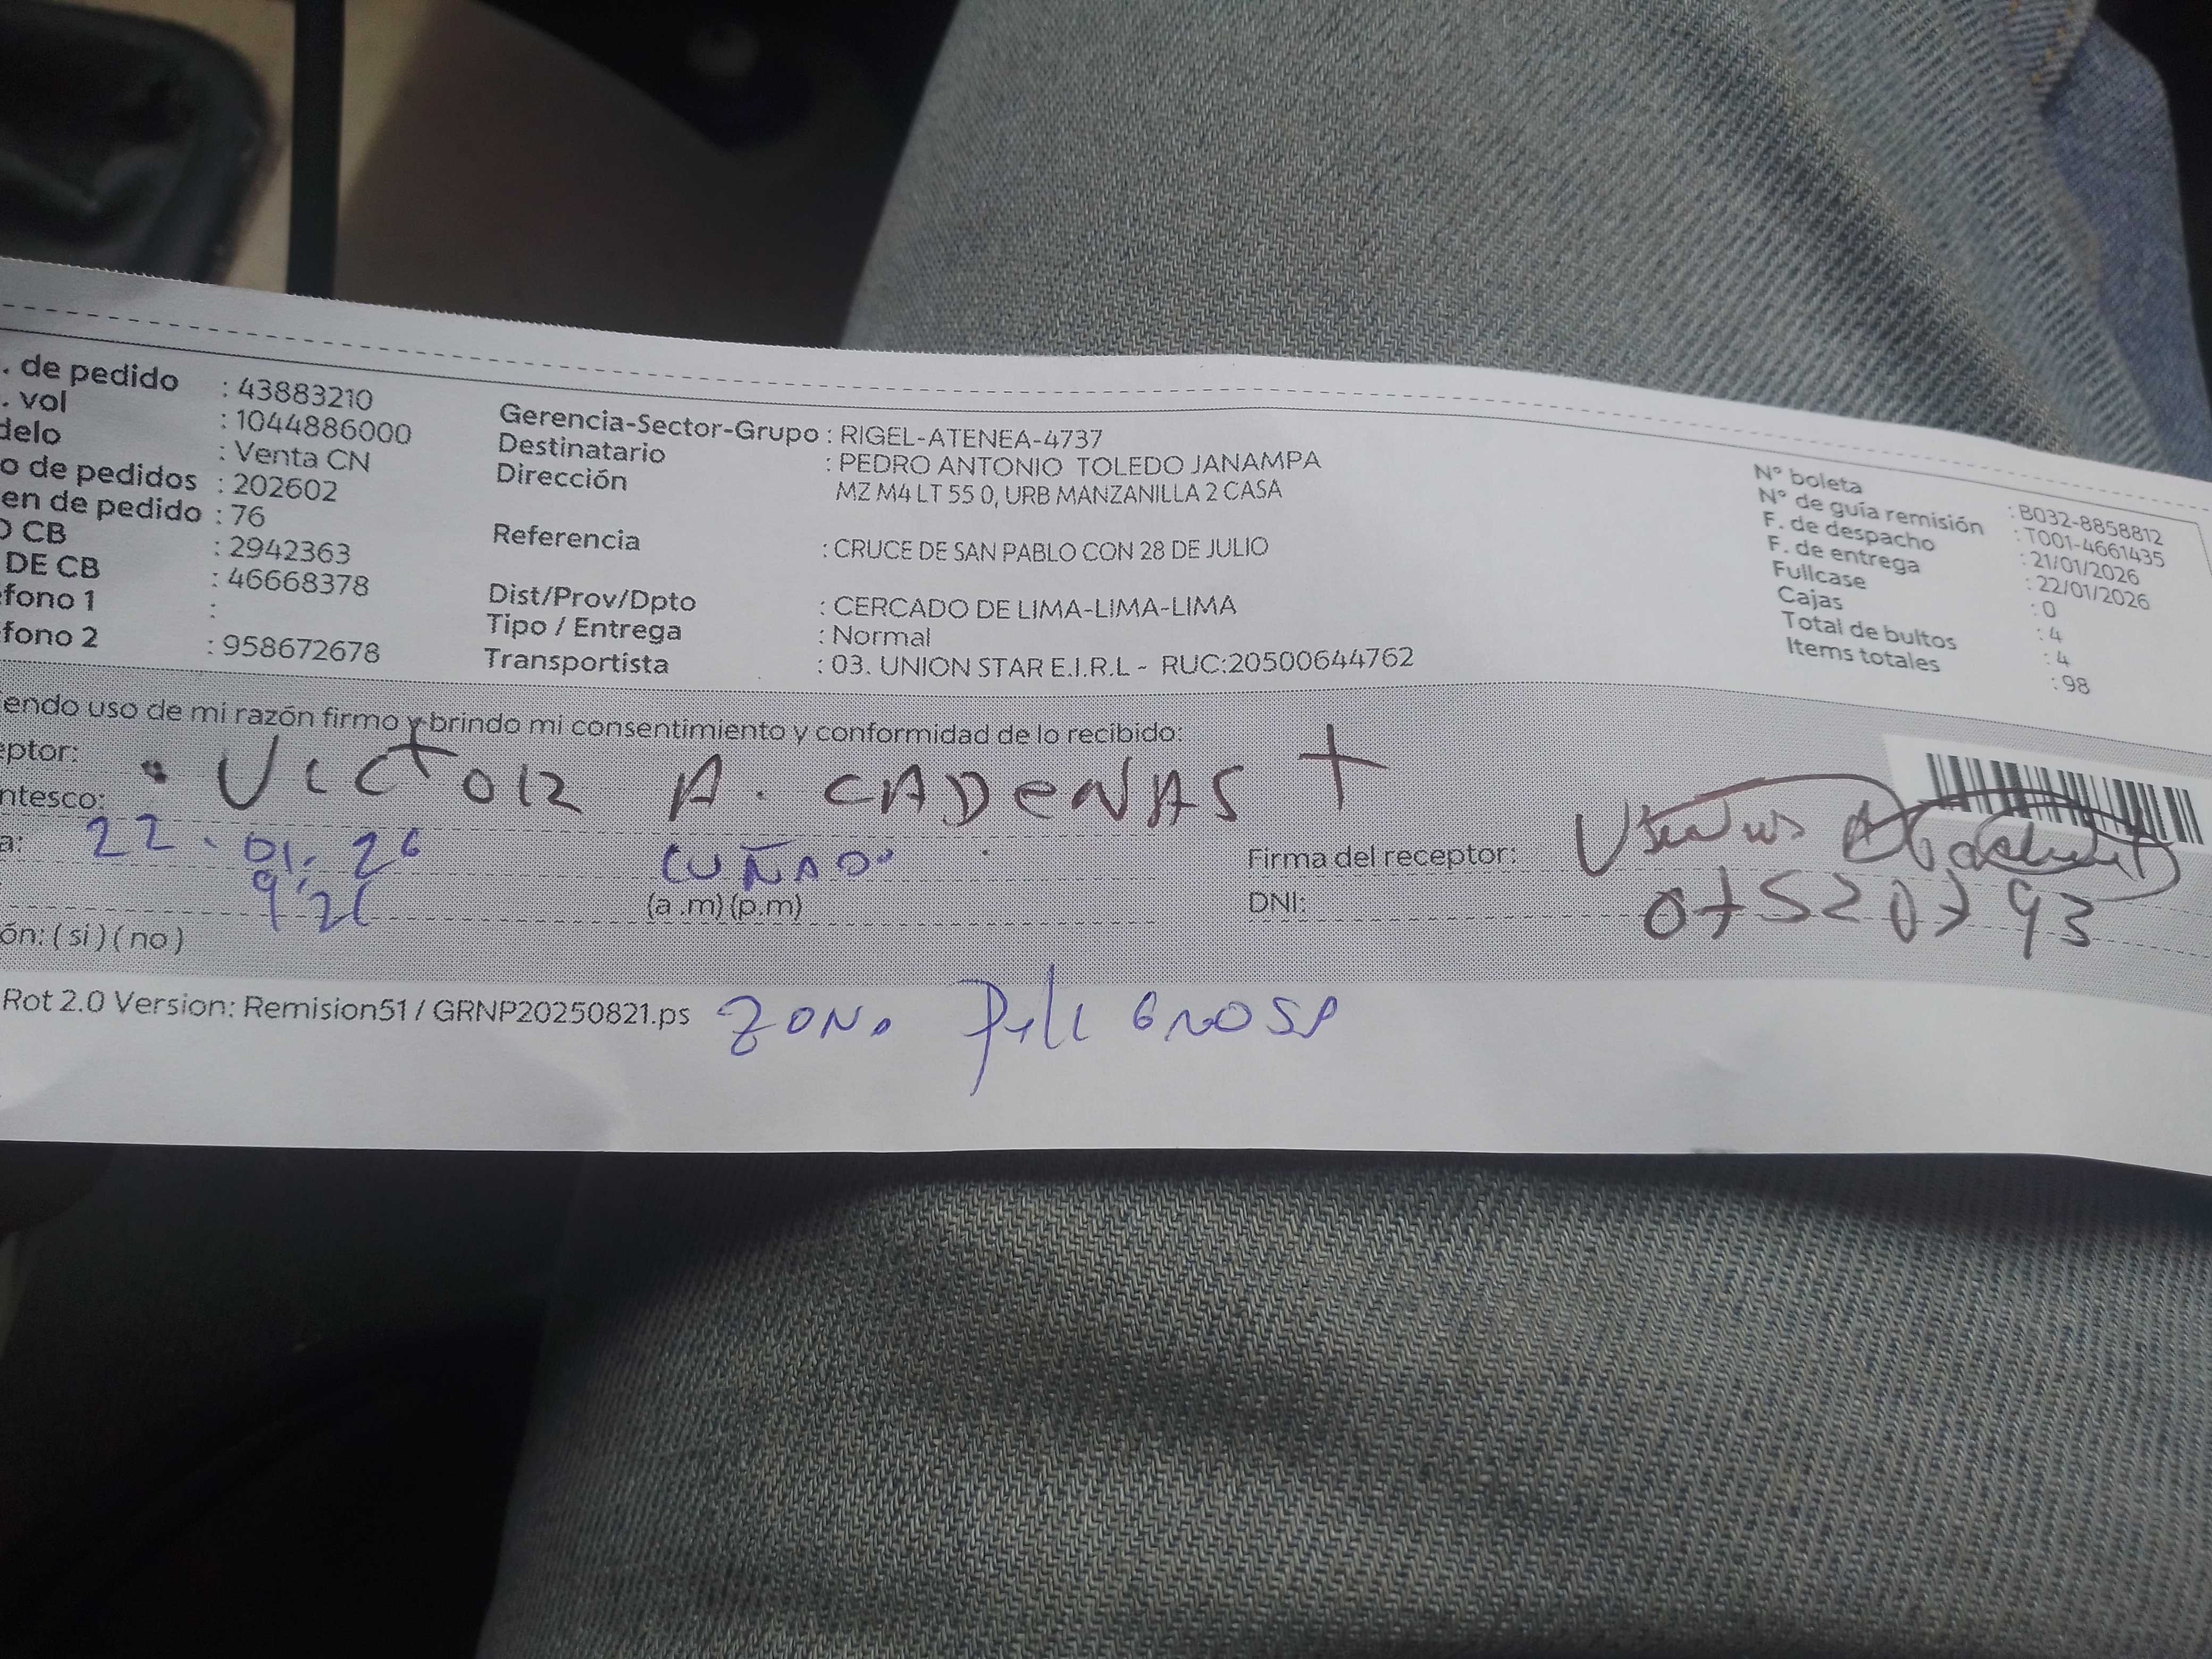 . de pedido : 43883210
. vol : 1044886000
delo : Venta CN
o de pedidos : 202602
en de pedido : 76
O CB : 2942363
DE CB : 46668378
fono 1 :
fono 2 : 958672678
Gerencia-Sector-Grupo : RIGEL-ATENEA-4737
Destinatario : PEDRO ANTONIO TOLEDO JANAMPA
Dirección MZ M4 LT 55 0, URB MANZANILLA 2 CASA
Referencia : CRUCE DE SAN PABLO CON 28 DE JULIO
Dist/Prov/Dpto : CERCADO DE LIMA-LIMA-LIMA
Tipo / Entrega : Normal
Transportista : 03. UNION STAR E.I.R.L - RUC:20500644762
N° boleta : B032-8858812
N° de guía remisión : T001-4661435
F. de despacho : 21/01/2026
F. de entrega : 22/01/2026
Fullcase : 0
Cajas : 4
Total de bultos : 4
Items totales : 98
endo uso de mi razón firmo y brindo mi consentimiento y conformidad de lo recibido:
eptor: VICTOR A. CADENAS T
ntesco: CUÑADO
a: 22.01.26
(a.m) (p.m)
Firma del receptor:
DNI: 07520793
ón: (si) (no)
Rot 2.0 Version: Remision51 / GRNP20250821.ps ZONA PELIGROSA